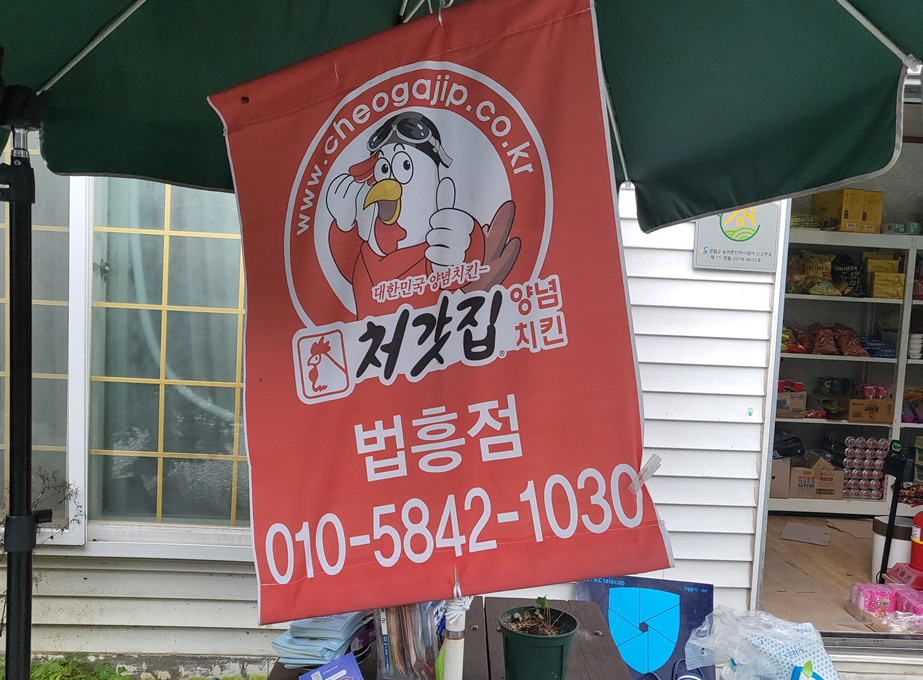 www.cheogajip.co.kr
대한민국 양념치킨~
처갓집 양념
치킨
법흥점
010-5842-1030
telecop